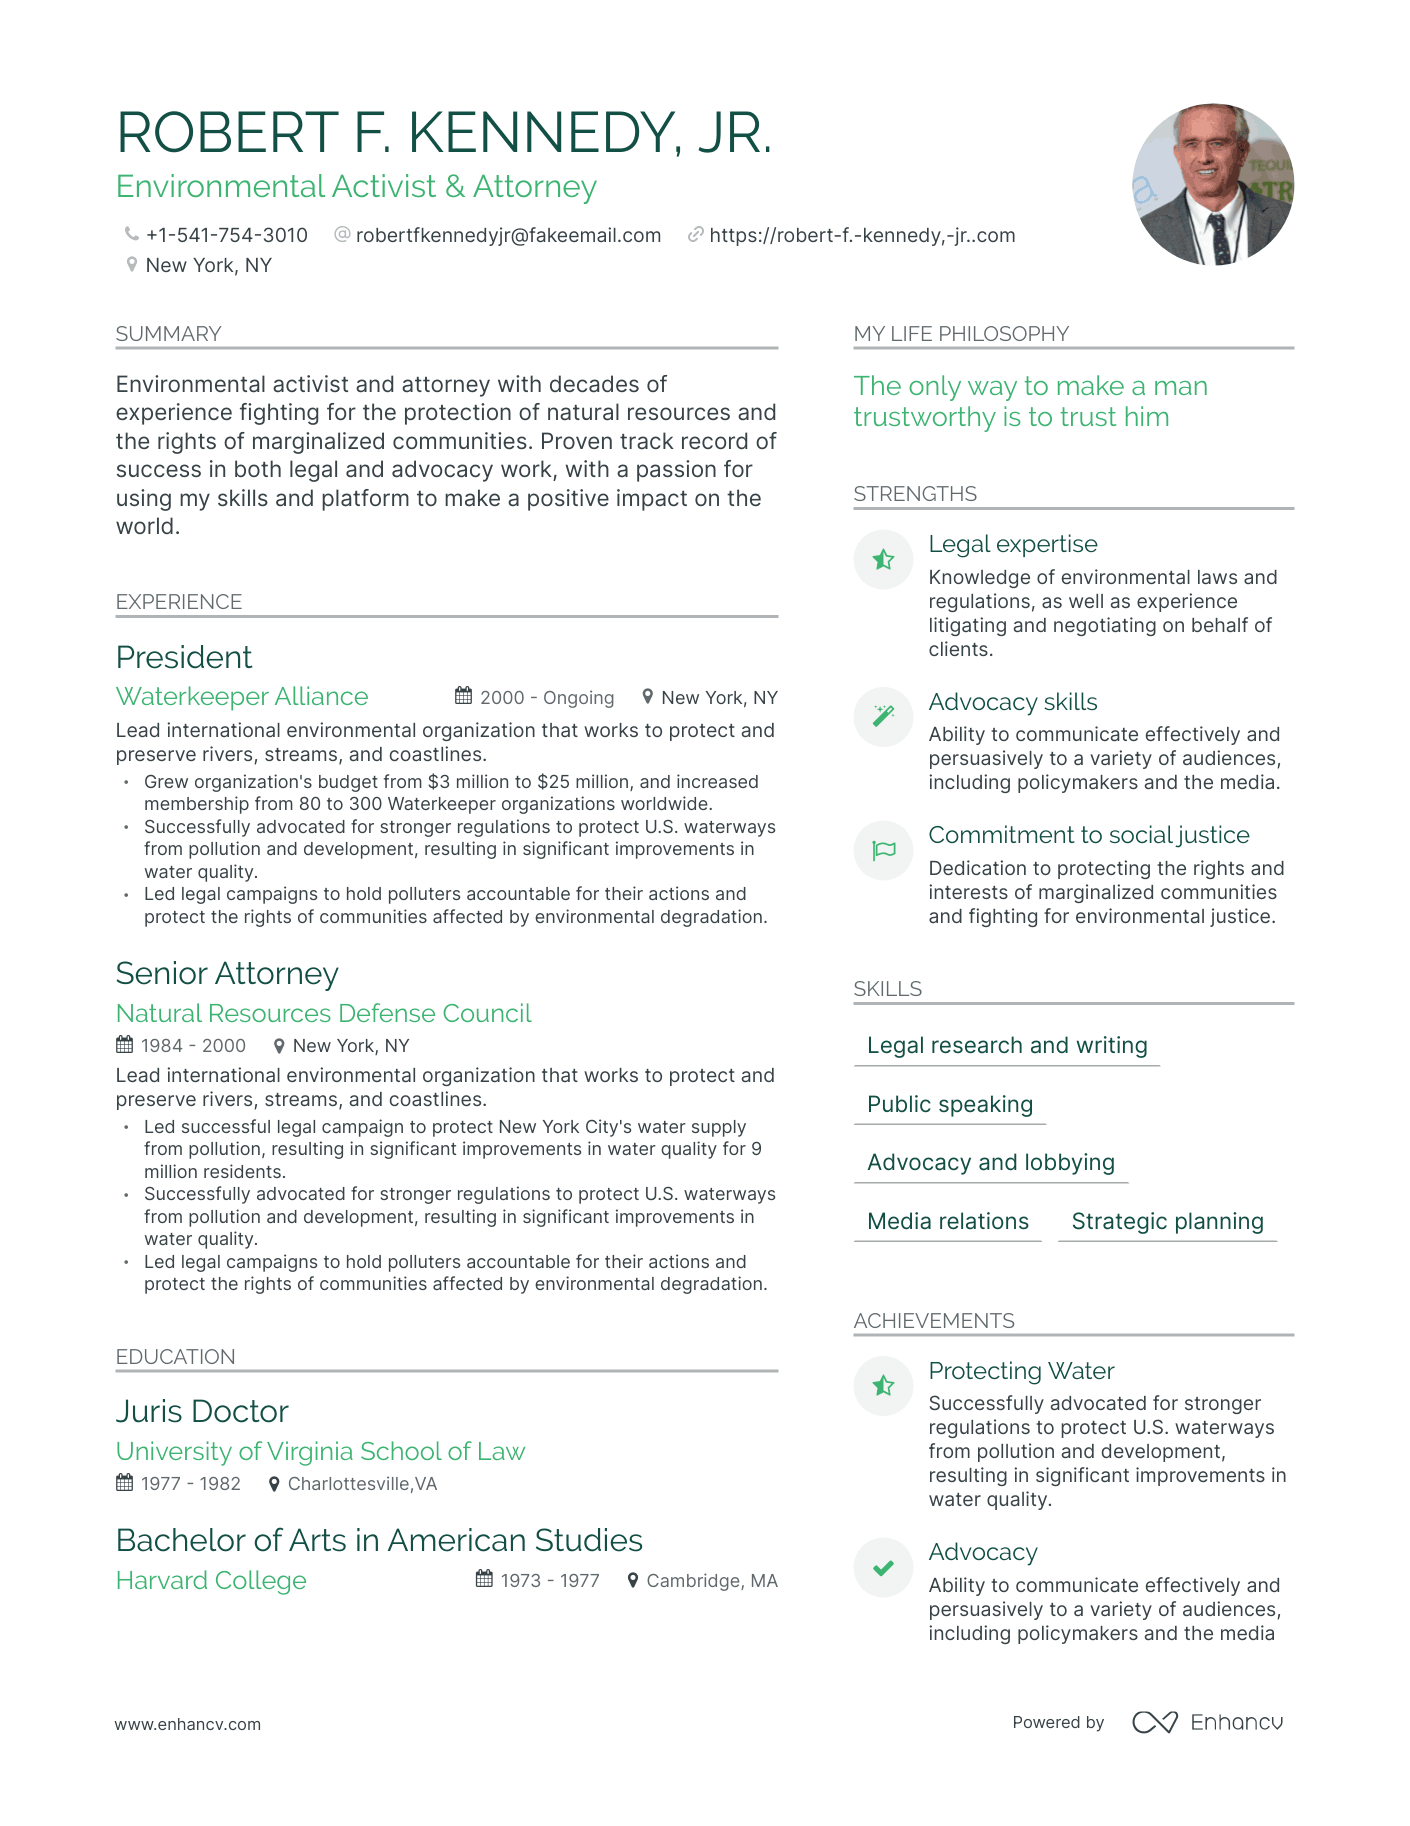 ROBERT F. KENNEDY, JR.
Environmental Activist & Attorney
+1-541-754-3010 @ robertfkennedyjr@fakeemail.com https://robert-f.-kennedy,-jr..com
New York, NY
TEQUI
TR
a
SUMMARY
Environmental activist and attorney with decades of
experience fighting for the protection of natural resources and
the rights of marginalized communities. Proven track record of
success in both legal and advocacy work, with a passion for
using my skills and platform to make a positive impact on the
world.
EXPERIENCE
President
Waterkeeper Alliance 2000 - Ongoing New York, NY
Lead international environmental organization that works to protect and
preserve rivers, streams, and coastlines.
• Grew organization's budget from $3 million to $25 million, and increased
membership from 80 to 300 Waterkeeper organizations worldwide.
• Successfully advocated for stronger regulations to protect U.S. waterways
from pollution and development, resulting in significant improvements in
water quality.
• Led legal campaigns to hold polluters accountable for their actions and
protect the rights of communities affected by environmental degradation.
Senior Attorney
Natural Resources Defense Council
1984 - 2000 New York, NY
Lead international environmental organization that works to protect and
preserve rivers, streams, and coastlines.
• Led successful legal campaign to protect New York City's water supply
from pollution, resulting in significant improvements in water quality for 9
million residents.
• Successfully advocated for stronger regulations to protect U.S. waterways
from pollution and development, resulting in significant improvements in
water quality.
• Led legal campaigns to hold polluters accountable for their actions and
protect the rights of communities affected by environmental degradation.
EDUCATION
Juris Doctor
University of Virginia School of Law
1977 - 1982 Charlottesville,VA
Bachelor of Arts in American Studies
Harvard College 1973 - 1977 Cambridge, MA
MY LIFE PHILOSOPHY
The only way to make a man
trustworthy is to trust him
STRENGTHS
Legal expertise
Knowledge of environmental laws and
regulations, as well as experience
litigating and negotiating on behalf of
clients.
Advocacy skills
Ability to communicate effectively and
persuasively to a variety of audiences,
including policymakers and the media.
Commitment to social justice
Dedication to protecting the rights and
interests of marginalized communities
and fighting for environmental justice.
SKILLS
Legal research and writing
Public speaking
Advocacy and lobbying
Media relations Strategic planning
ACHIEVEMENTS
Protecting Water
Successfully advocated for stronger
regulations to protect U.S. waterways
from pollution and development,
resulting in significant improvements in
water quality.
Advocacy
Ability to communicate effectively and
persuasively to a variety of audiences,
including policymakers and the media
www.enhancv.com
Powered by Enhancv